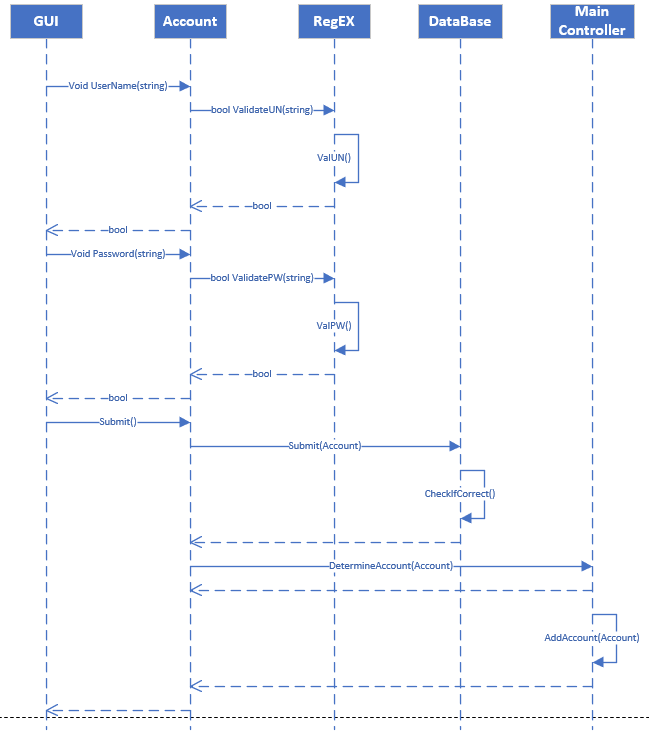 GUI
Account
RegEX
DataBase
Main
Controller
Void UserName(string)
bool ValidateUN(string)
ValUN()
bool
bool
Void Password(string)
bool ValidatePW(string)
ValPW()
bool
bool
Submit()
Submit(Account)
CheckIfCorrect()
DetermineAccount(Account)
AddAccount(Account)